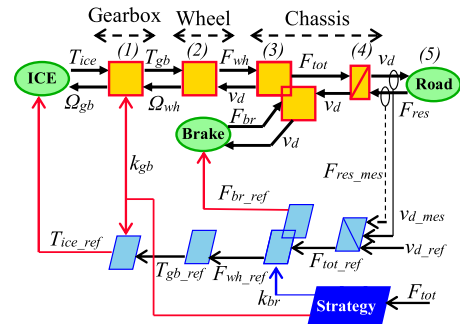 Gearbox Wheel Chassis
(1) (2) (3) (4) (5)
T_ice T_gb F_wh F_tot v_d
ICE Road
Ω_gb Ω_wh v_d v_d F_res
F_br
Brake v_d
k_gb
F_res_mes
F_br_ref
v_d_mes
T_ice_ref v_d_ref
T_gb_ref F_wh_ref F_tot_ref
k_br
Strategy F_tot